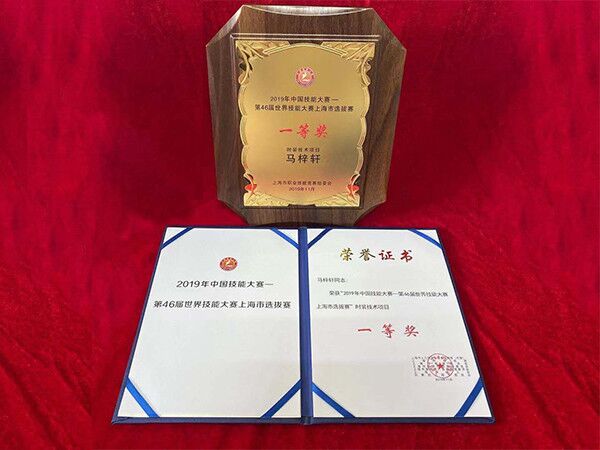 2019年中国技能大赛—
第46届世界技能大赛上海市选拔赛
一等奖
时装技术项目
马梓轩
上海市职业技能竞赛组委会
2019年11月
2019年中国技能大赛—
第46届世界技能大赛上海市选拔赛
荣誉证书
马梓轩同志：
荣获“2019年中国技能大赛—第46届世界技能大赛
上海市选拔赛”时装技术项目
一等奖